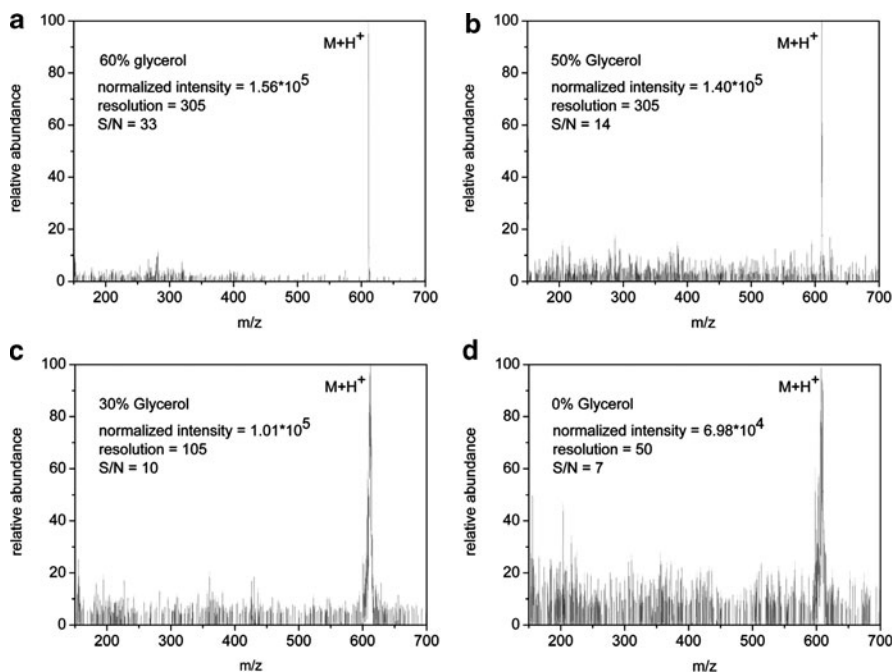 a
M+H+
60% glycerol
normalized intensity = 1.56*10^5
resolution = 305
S/N = 33
relative abundance
100
80
60
40
20
0
200 300 400 500 600 700
m/z
b
M+H+
50% Glycerol
normalized intensity = 1.40*10^5
resolution = 305
S/N = 14
relative abundance
100
80
60
40
20
0
200 300 400 500 600 700
m/z
c
M+H+
30% Glycerol
normalized intensity = 1.01*10^5
resolution = 105
S/N = 10
relative abundance
100
80
60
40
20
0
200 300 400 500 600 700
m/z
d
M+H+
0% Glycerol
normalized intensity = 6.98*10^4
resolution = 50
S/N = 7
relative abundance
100
80
60
40
20
0
200 300 400 500 600 700
m/z